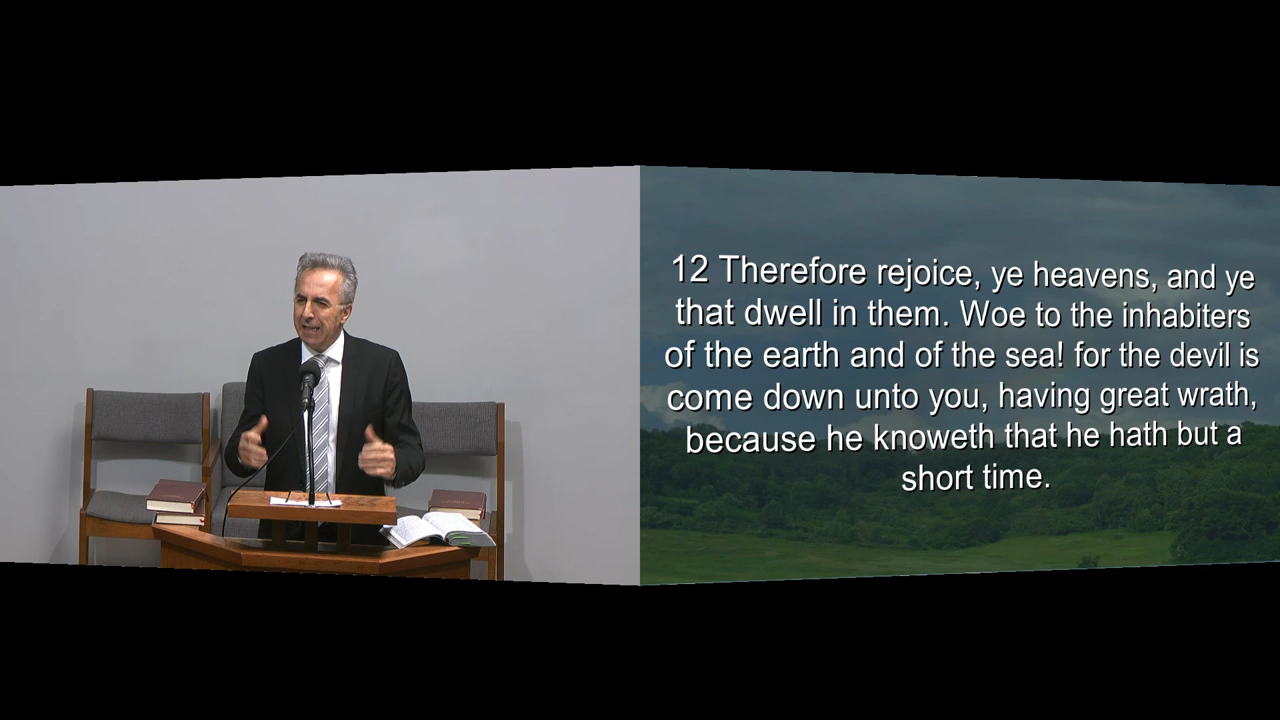 12 Therefore rejoice, ye heavens, and ye
that dwell in them. Woe to the inhabiters
of the earth and of the sea! for the devil is
come down unto you, having great wrath,
because he knoweth that he hath but a
short time.